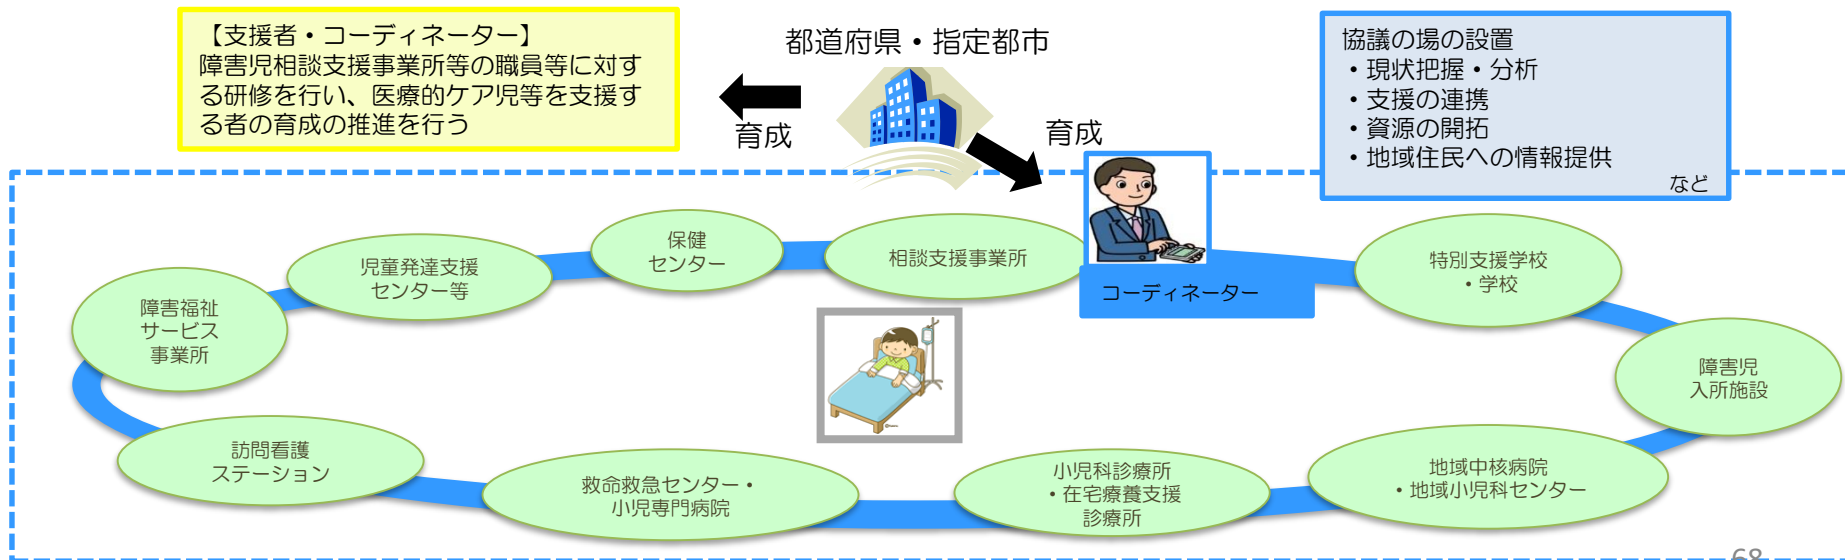 【支援者・コーディネーター】
障害児相談支援事業所等の職員等に対す
る研修を行い、医療的ケア児等を支援す
る者の育成の推進を行う
都道府県・指定都市
育成
育成
協議の場の設置
・現状把握・分析
・支援の連携
・資源の開拓
・地域住民への情報提供
など
保健
センター
相談支援事業所
児童発達支援
センター等
障害福祉
サービス
事業所
コーディネーター
特別支援学校
・学校
障害児
入所施設
訪問看護
ステーション
救命救急センター・
小児専門病院
小児科診療所
・在宅療養支援
診療所
地域中核病院
・地域小児科センター
68